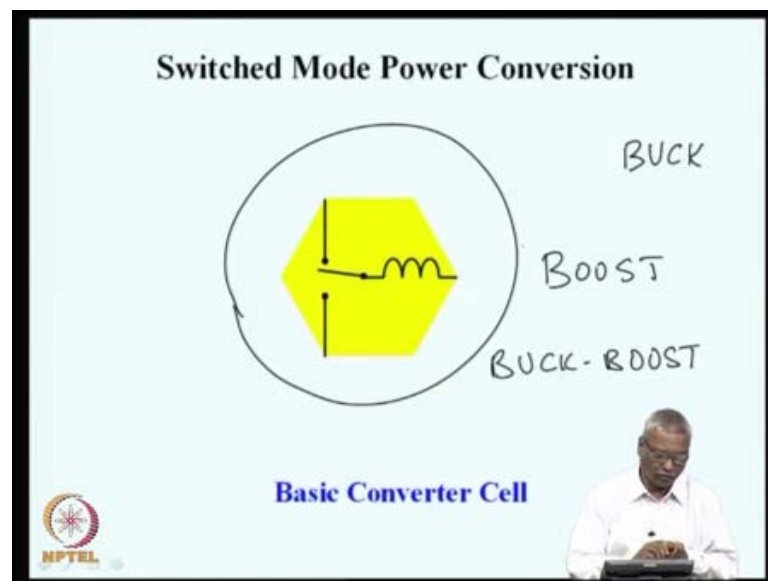 Switched Mode Power Conversion
BUCK
BOOST
BUCK-BOOST
Basic Converter Cell
NPTEL